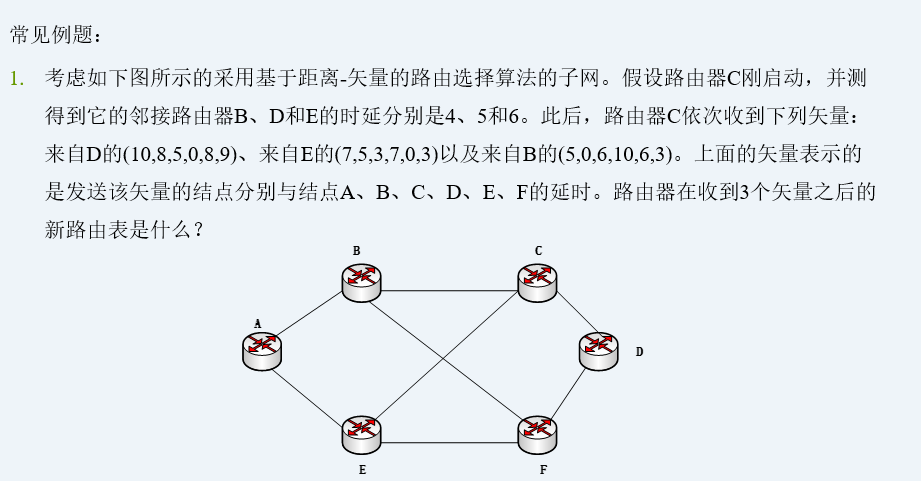 常见例题：
1. 考虑如下图所示的采用基于距离-矢量的路由选择算法的子网。假设路由器C刚启动，并测
得到它的邻接路由器B、D和E的时延分别是4、5和6。此后，路由器C依次收到下列矢量：
来自D的(10,8,5,0,8,9)、来自E的(7,5,3,7,0,3)以及来自B的(5,0,6,10,6,3)。上面的矢量表示的
是发送该矢量的结点分别与结点A、B、C、D、E、F的延时。路由器在收到3个矢量之后的
新路由表是什么？
B
C
A
D
E
F